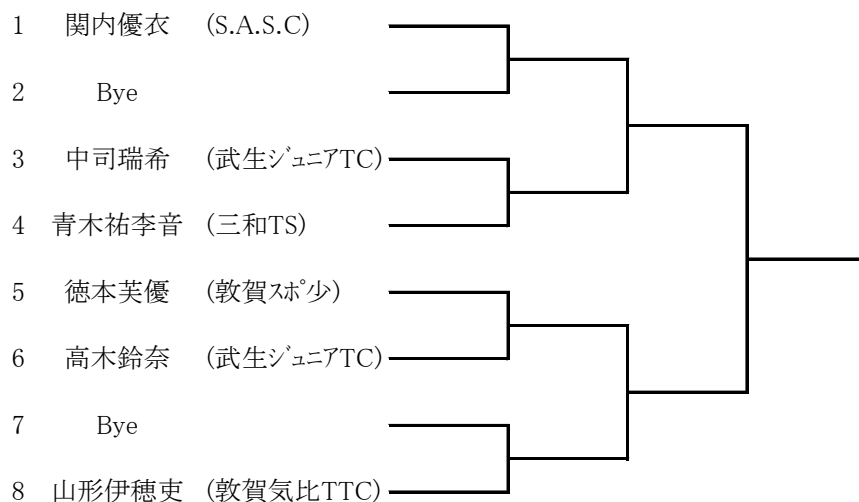 1 関内優衣 (S.A.S.C)
2 Bye
3 中司瑞希 (武生ｼﾞｭﾆｱTC)
4 青木祐李音 (三和TS)
5 徳本芙優 (敦賀ｽﾎﾟ少)
6 高木鈴奈 (武生ｼﾞｭﾆｱTC)
7 Bye
8 山形伊穂吏 (敦賀気比TTC)